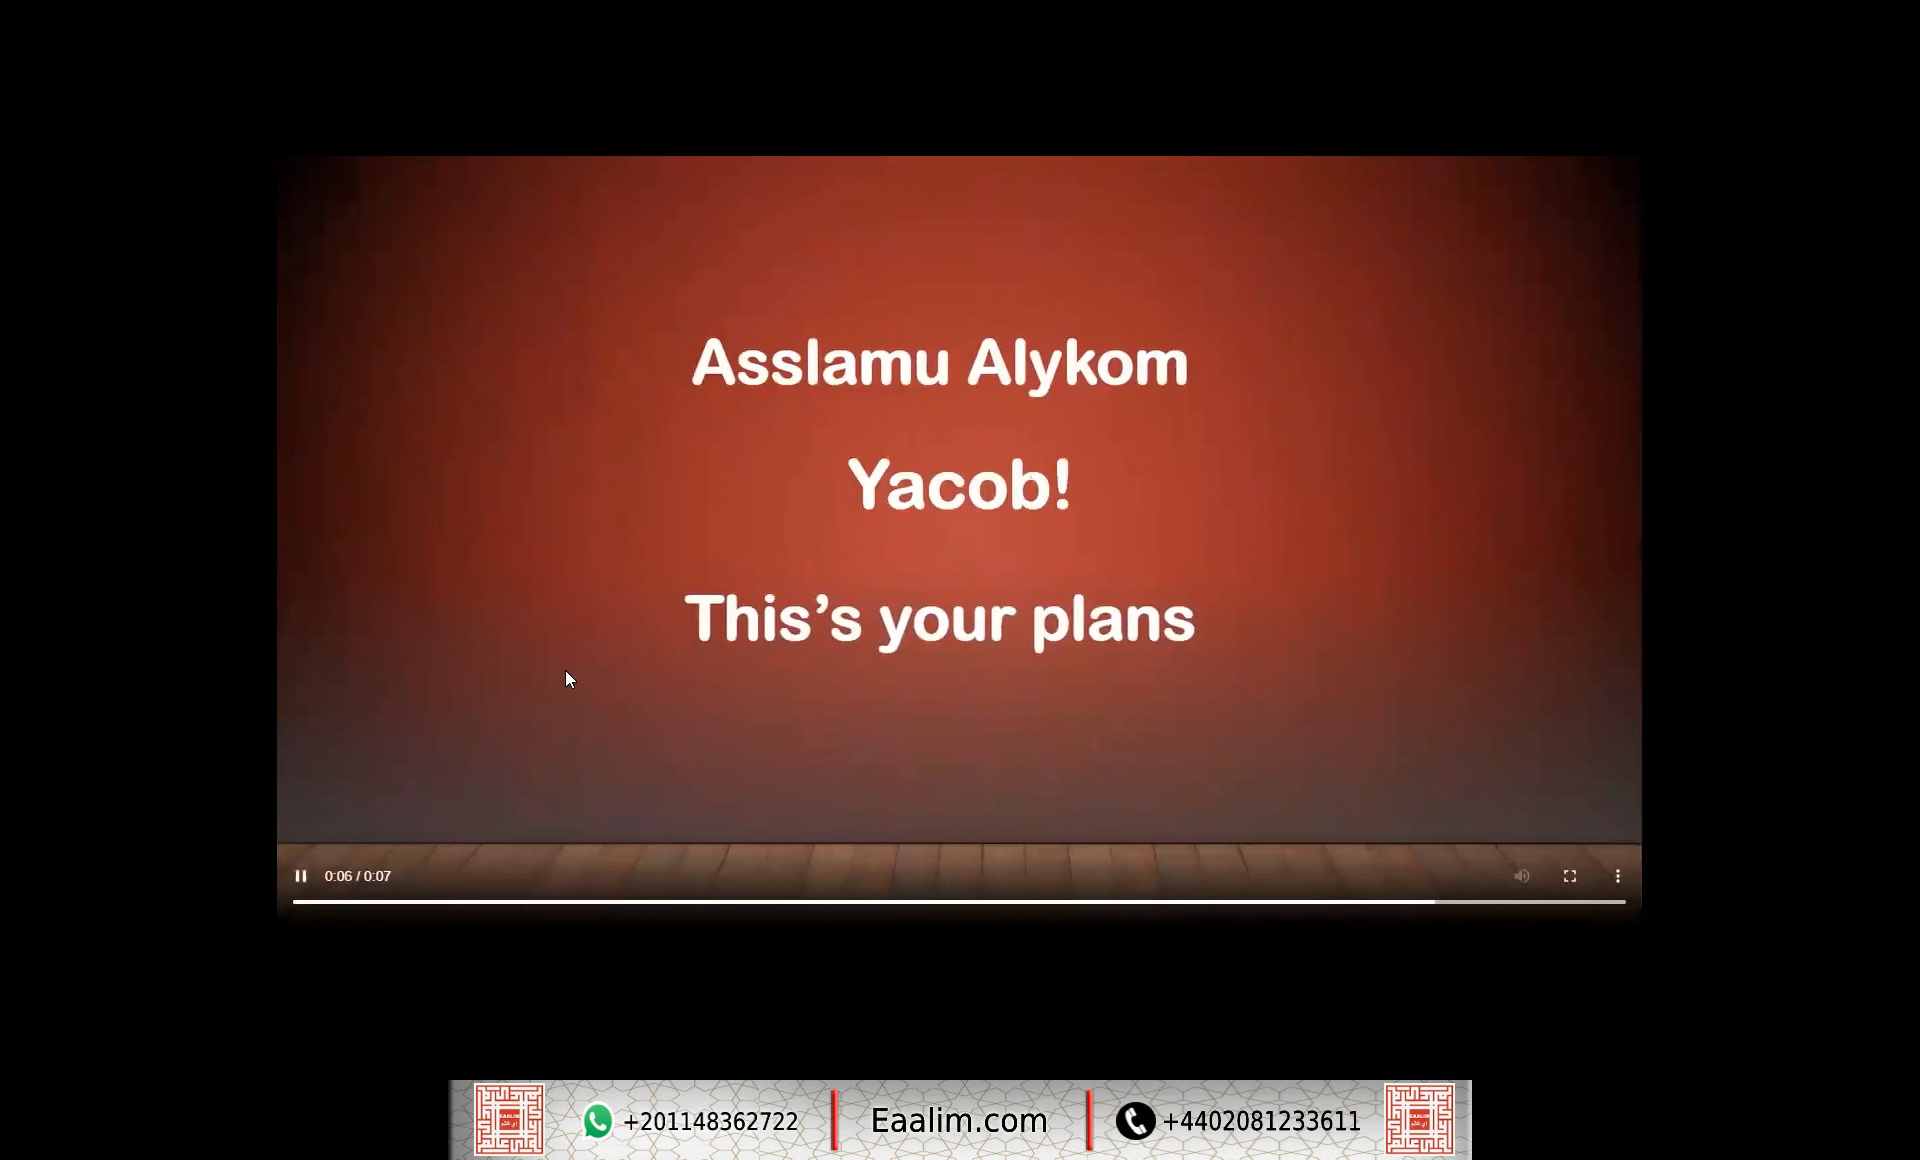 Asslamu Alykom
Yacob!
This's your plans
0:06 / 0:07
+201148362722
Eaalim.com
+4402081233611